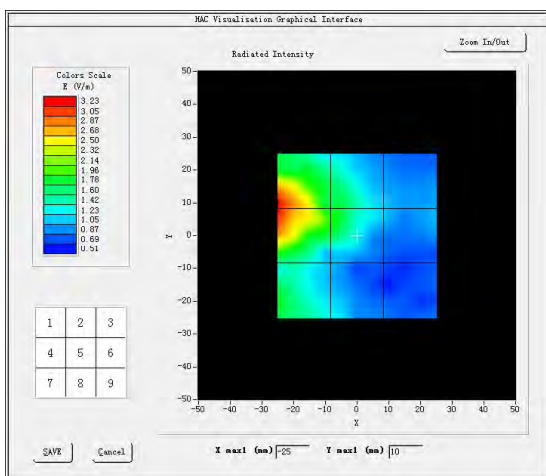 HAC Visualisation Graphical Interface
Zoom In/Out
Radiated Intensity
Colors Scale
E (V/m)
3.23
3.05
2.87
2.68
2.50
2.32
2.14
1.96
1.78
1.60
1.42
1.23
1.05
0.87
0.69
0.51
50
40
30
20
10
0
-10
-20
-30
-40
-50
Y
-50 -40 -30 -20 -10 0 10 20 30 40 50
X
1 2 3
4 5 6
7 8 9
SAVE
Cancel
X max1 (mm) -25
Y max1 (mm) 10